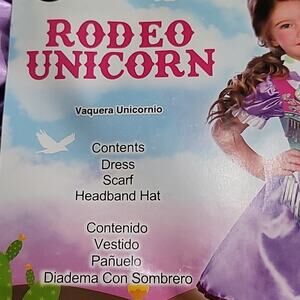 RODEO
UNICORN
Vaquera Unicornio
Contents
Dress
Scarf
Headband Hat
Contenido
Vestido
Pañuelo
Diadema Con Sombrero